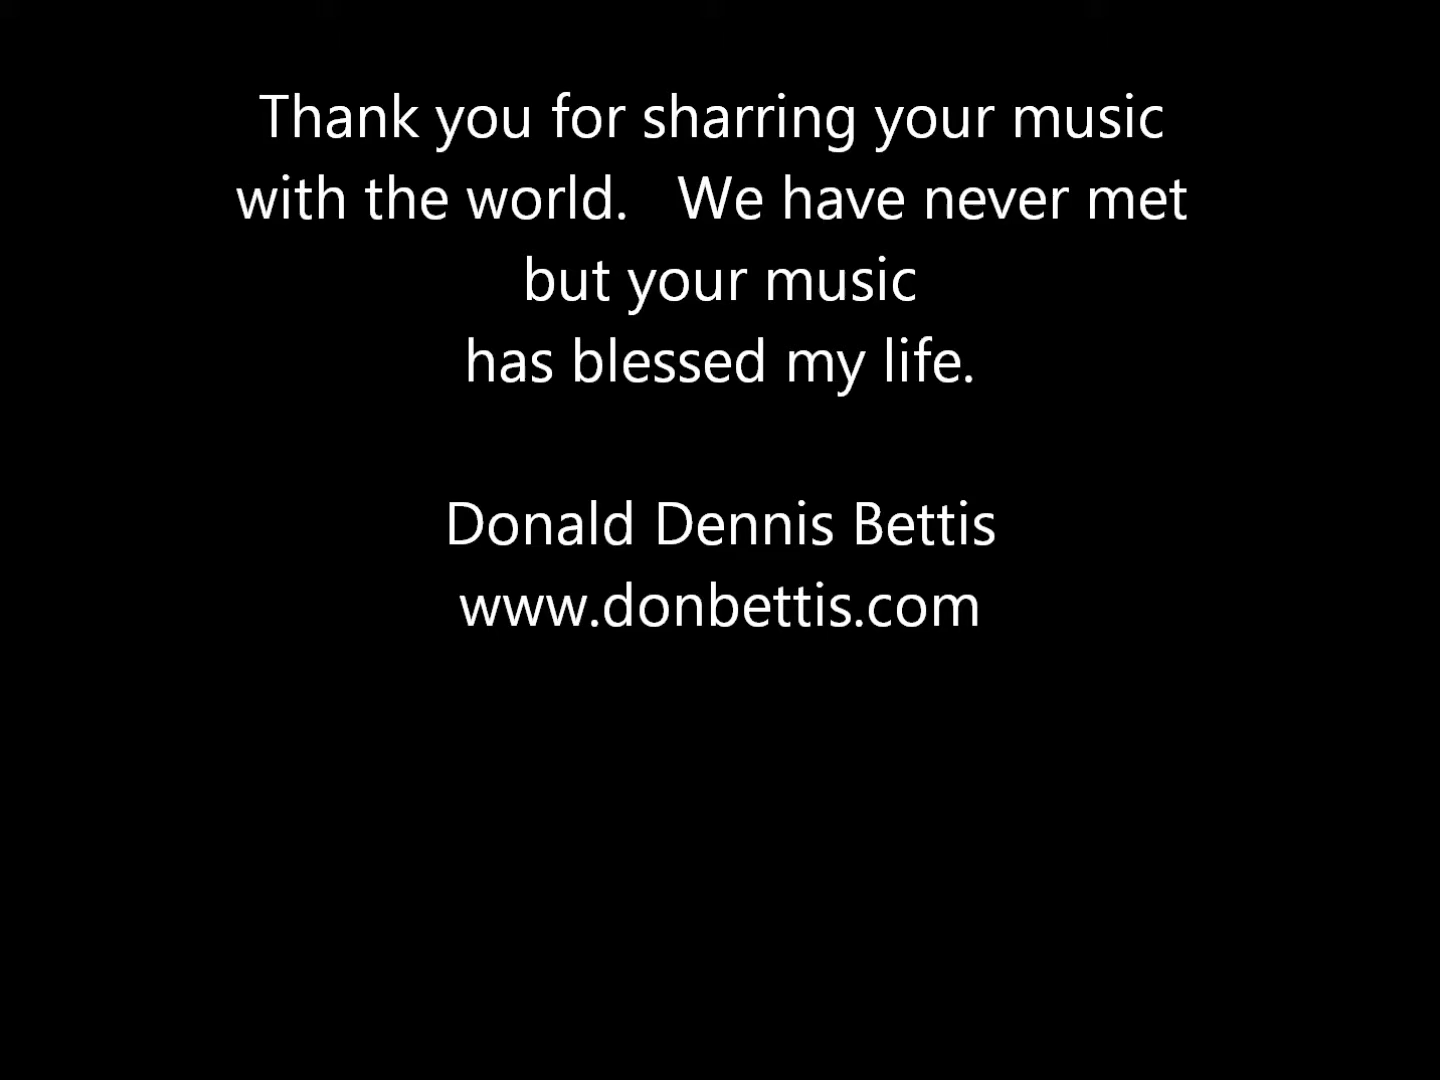 Thank you for sharring your music
with the world.   We have never met
but your music
has blessed my life.
Donald Dennis Bettis
www.donbettis.com